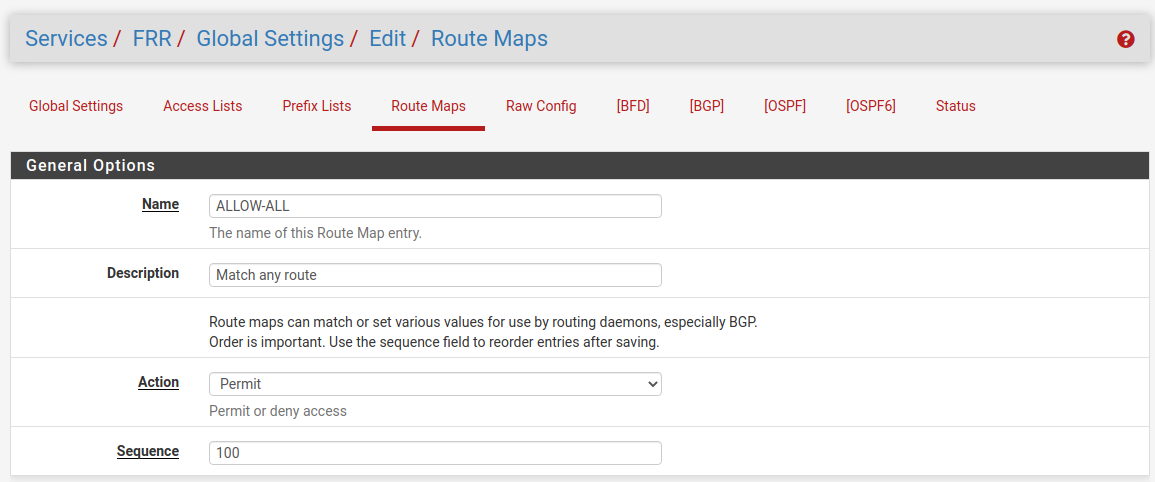 Services / FRR / Global Settings / Edit / Route Maps
Global Settings Access Lists Prefix Lists Route Maps Raw Config [BFD] [BGP] [OSPF] [OSPF6] Status
General Options
Name ALLOW-ALL
The name of this Route Map entry.
Description Match any route
Route maps can match or set various values for use by routing daemons, especially BGP.
Order is important. Use the sequence field to reorder entries after saving.
Action Permit
Permit or deny access
Sequence 100